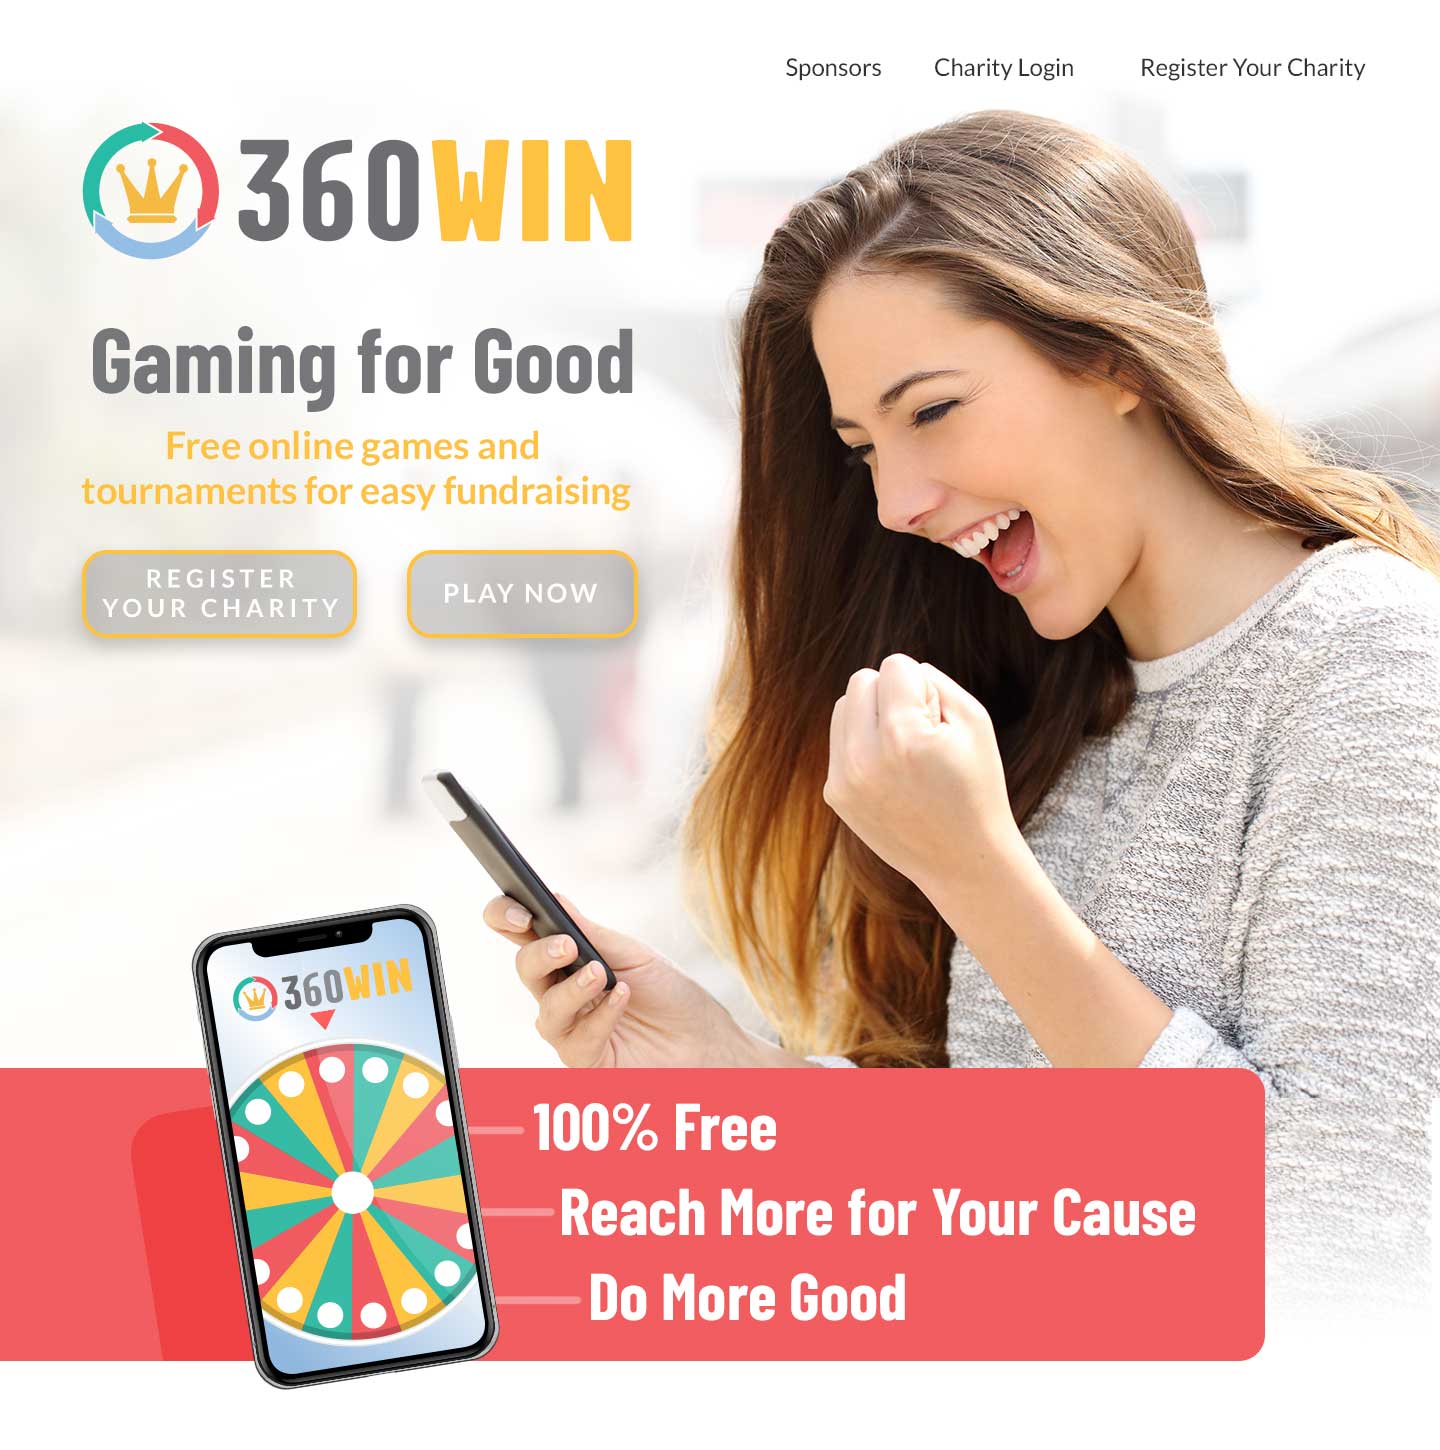 Sponsors Charity Login Register Your Charity
360WIN
Gaming for Good
Free online games and
tournaments for easy fundraising
REGISTER
YOUR CHARITY
PLAY NOW
360WIN
100% Free
Reach More for Your Cause
Do More Good